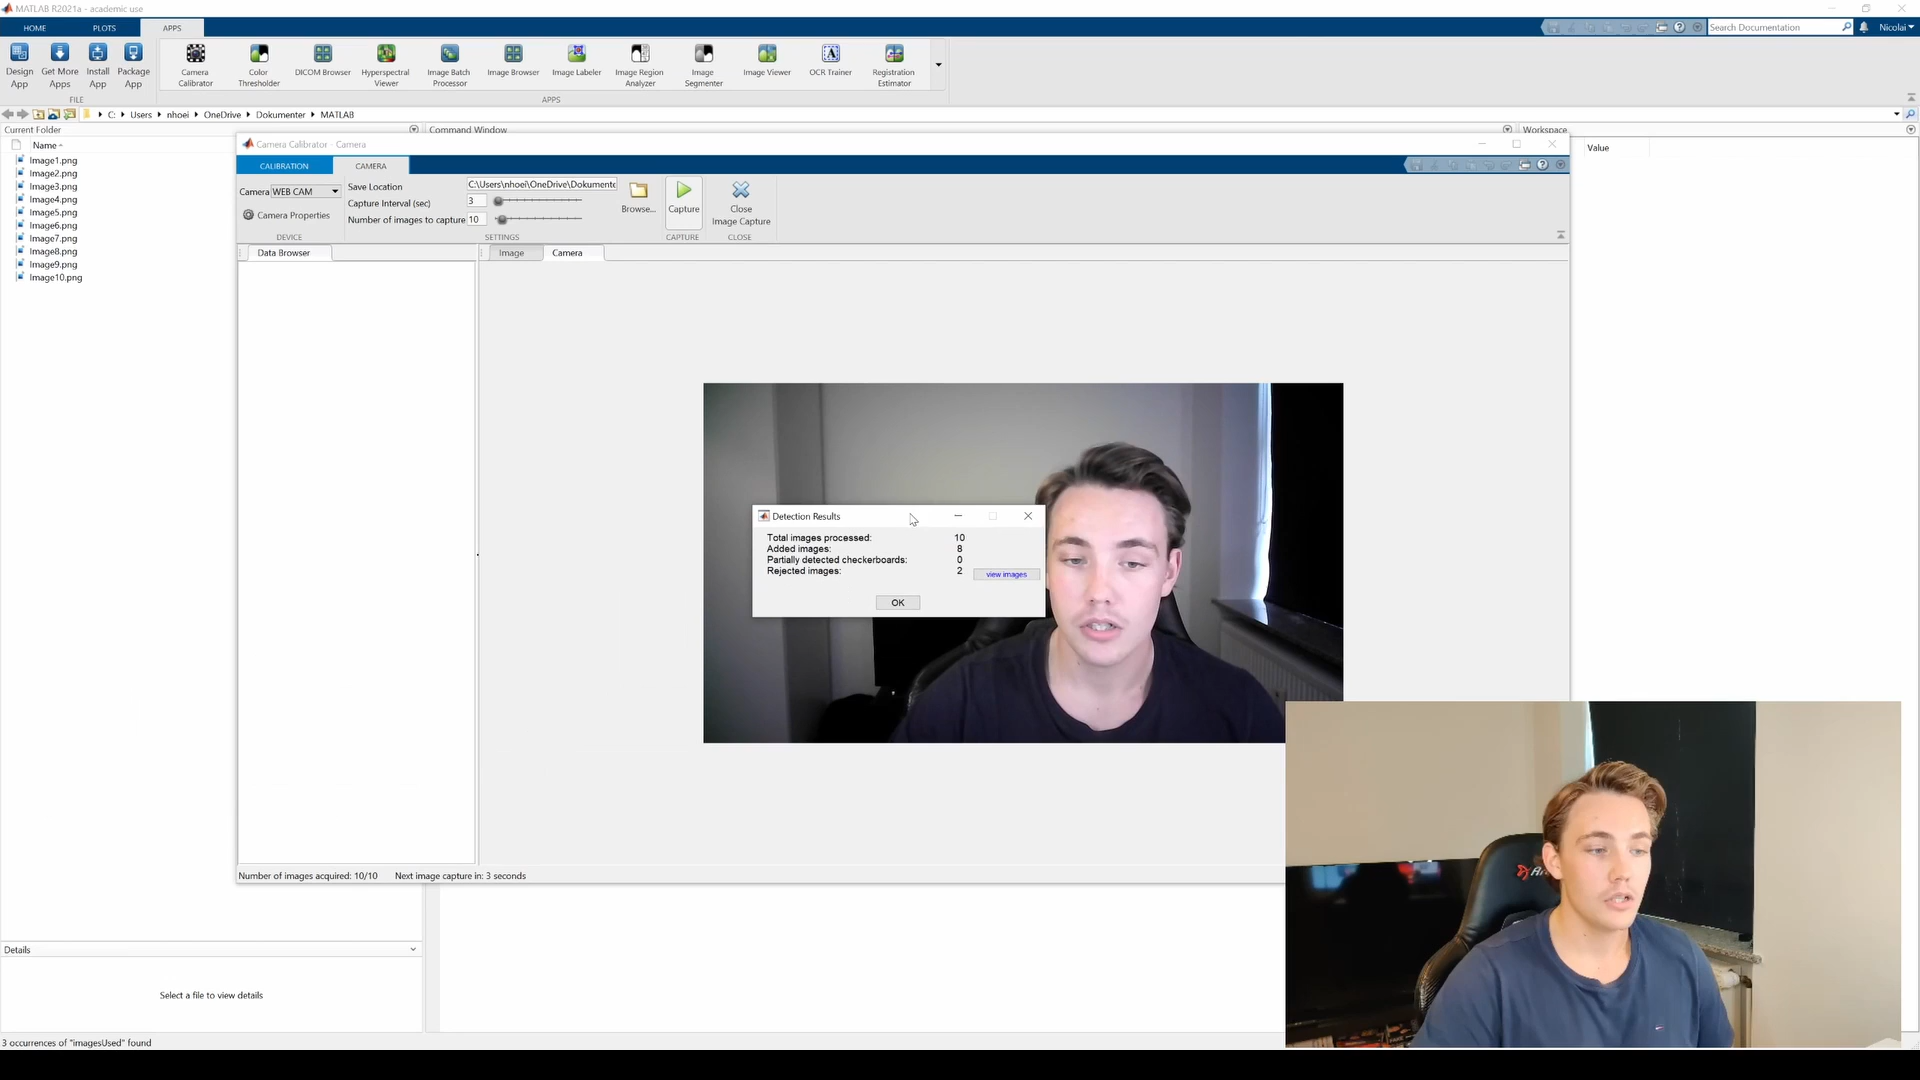 MATLAB R2021a - academic use
HOME PLOTS APPS
Search Documentation
Nicolai
Design App
Get More Apps
Install App
Package App
Camera Calibrator
Color Thresholder
DICOM Browser
Hyperspectral Viewer
Image Batch Processor
Image Browser
Image Labeler
Image Region Analyzer
Image Segmenter
Image Viewer
OCR Trainer
Registration Estimator
FILE
APPS
C: Users nhoei OneDrive Dokumenter MATLAB
Current Folder
Command Window
Workspace
Name
Value
Image1.png
Image2.png
Image3.png
Image4.png
Image5.png
Image6.png
Image7.png
Image8.png
Image9.png
Image10.png
Camera Calibrator - Camera
CALIBRATION CAMERA
Camera WEB CAM
Camera Properties
DEVICE
Save Location C:\Users\nhoei\OneDrive\Dokumente
Capture Interval (sec) 3
Number of images to capture 10
SETTINGS
Browse...
Capture
CAPTURE
Close Image Capture
CLOSE
Data Browser
Image
Camera
Detection Results
Total images processed: 10
Added images: 8
Partially detected checkerboards: 0
Rejected images: 2
view images
OK
Number of images acquired: 10/10 Next image capture in: 3 seconds
Details
Select a file to view details
3 occurrences of "imagesUsed" found